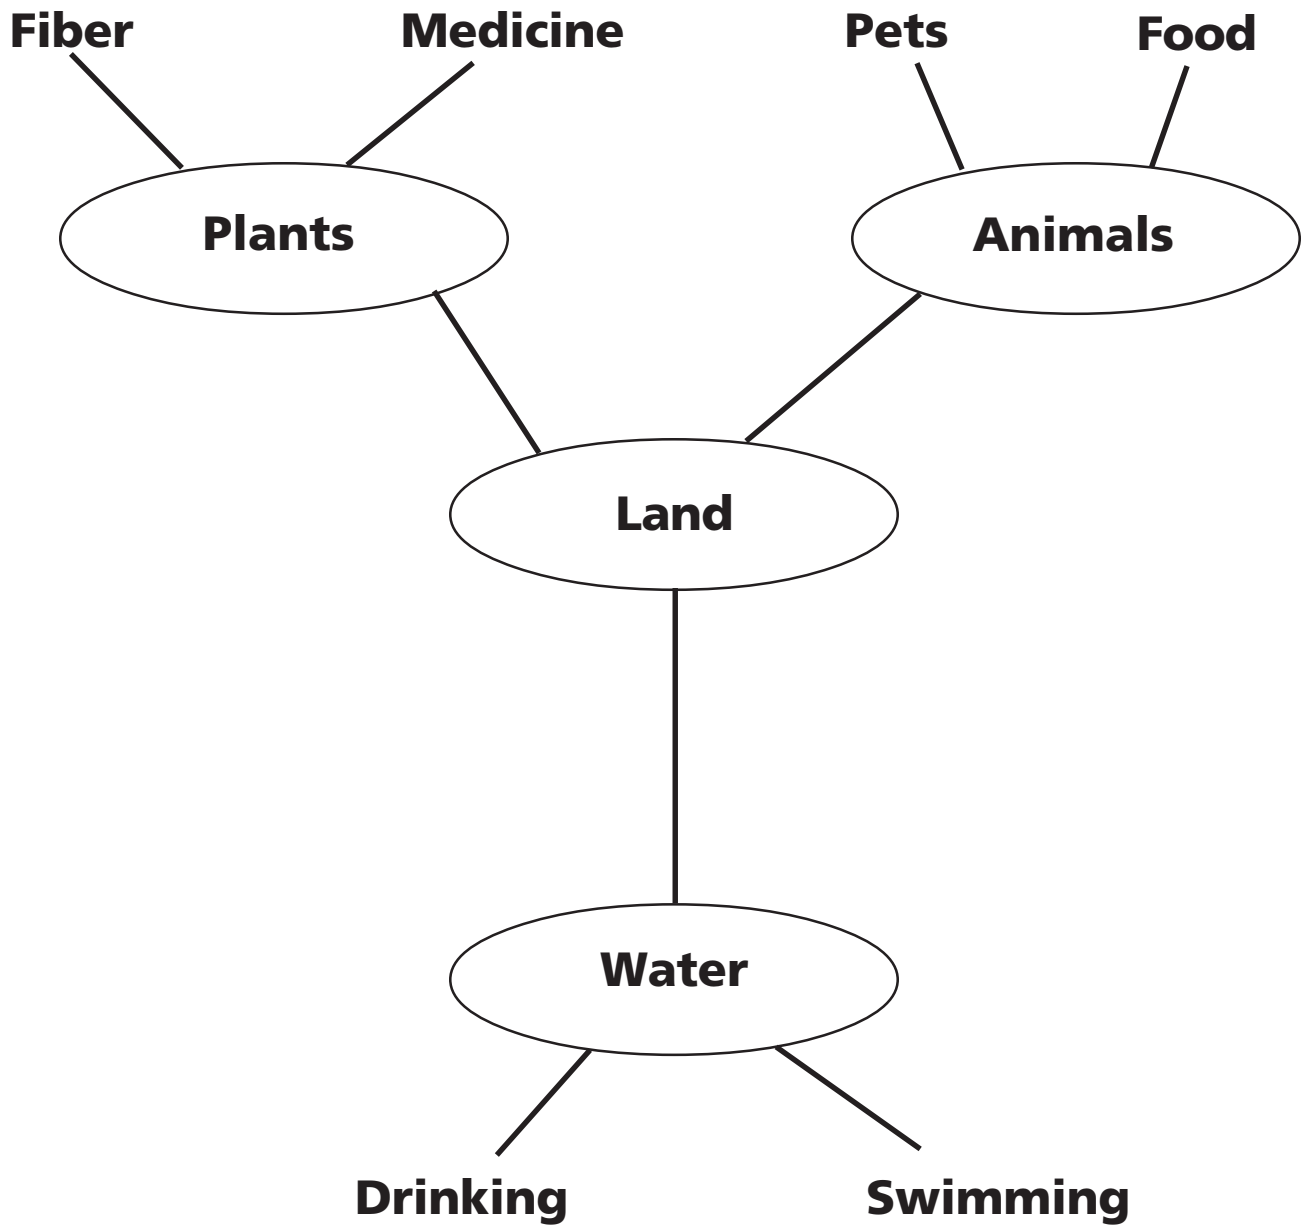 Fiber
Medicine
Pets
Food
Plants
Animals
Land
Water
Drinking
Swimming